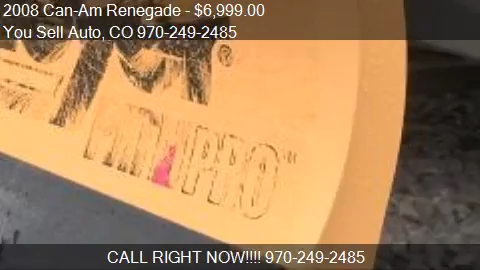 2008 Can-Am Renegade - $6,999.00
You Sell Auto, CO 970-249-2485
®
PRO™
CALL RIGHT NOW!!!! 970-249-2485